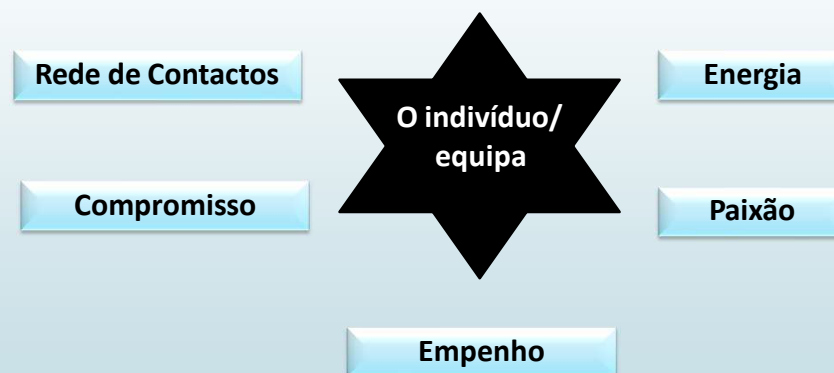 Rede de Contactos
Energia
O indivíduo/
equipa
Compromisso
Paixão
Empenho